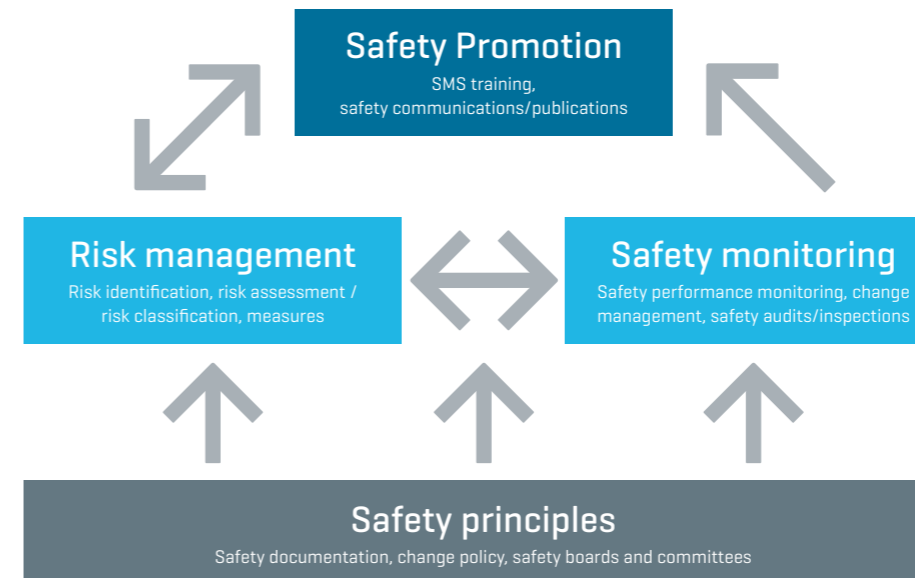 Safety Promotion
SMS training,
safety communications/publications
Risk management
Risk identification, risk assessment /
risk classification, measures
Safety monitoring
Safety performance monitoring, change
management, safety audits/inspections
Safety principles
Safety documentation, change policy, safety boards and committees